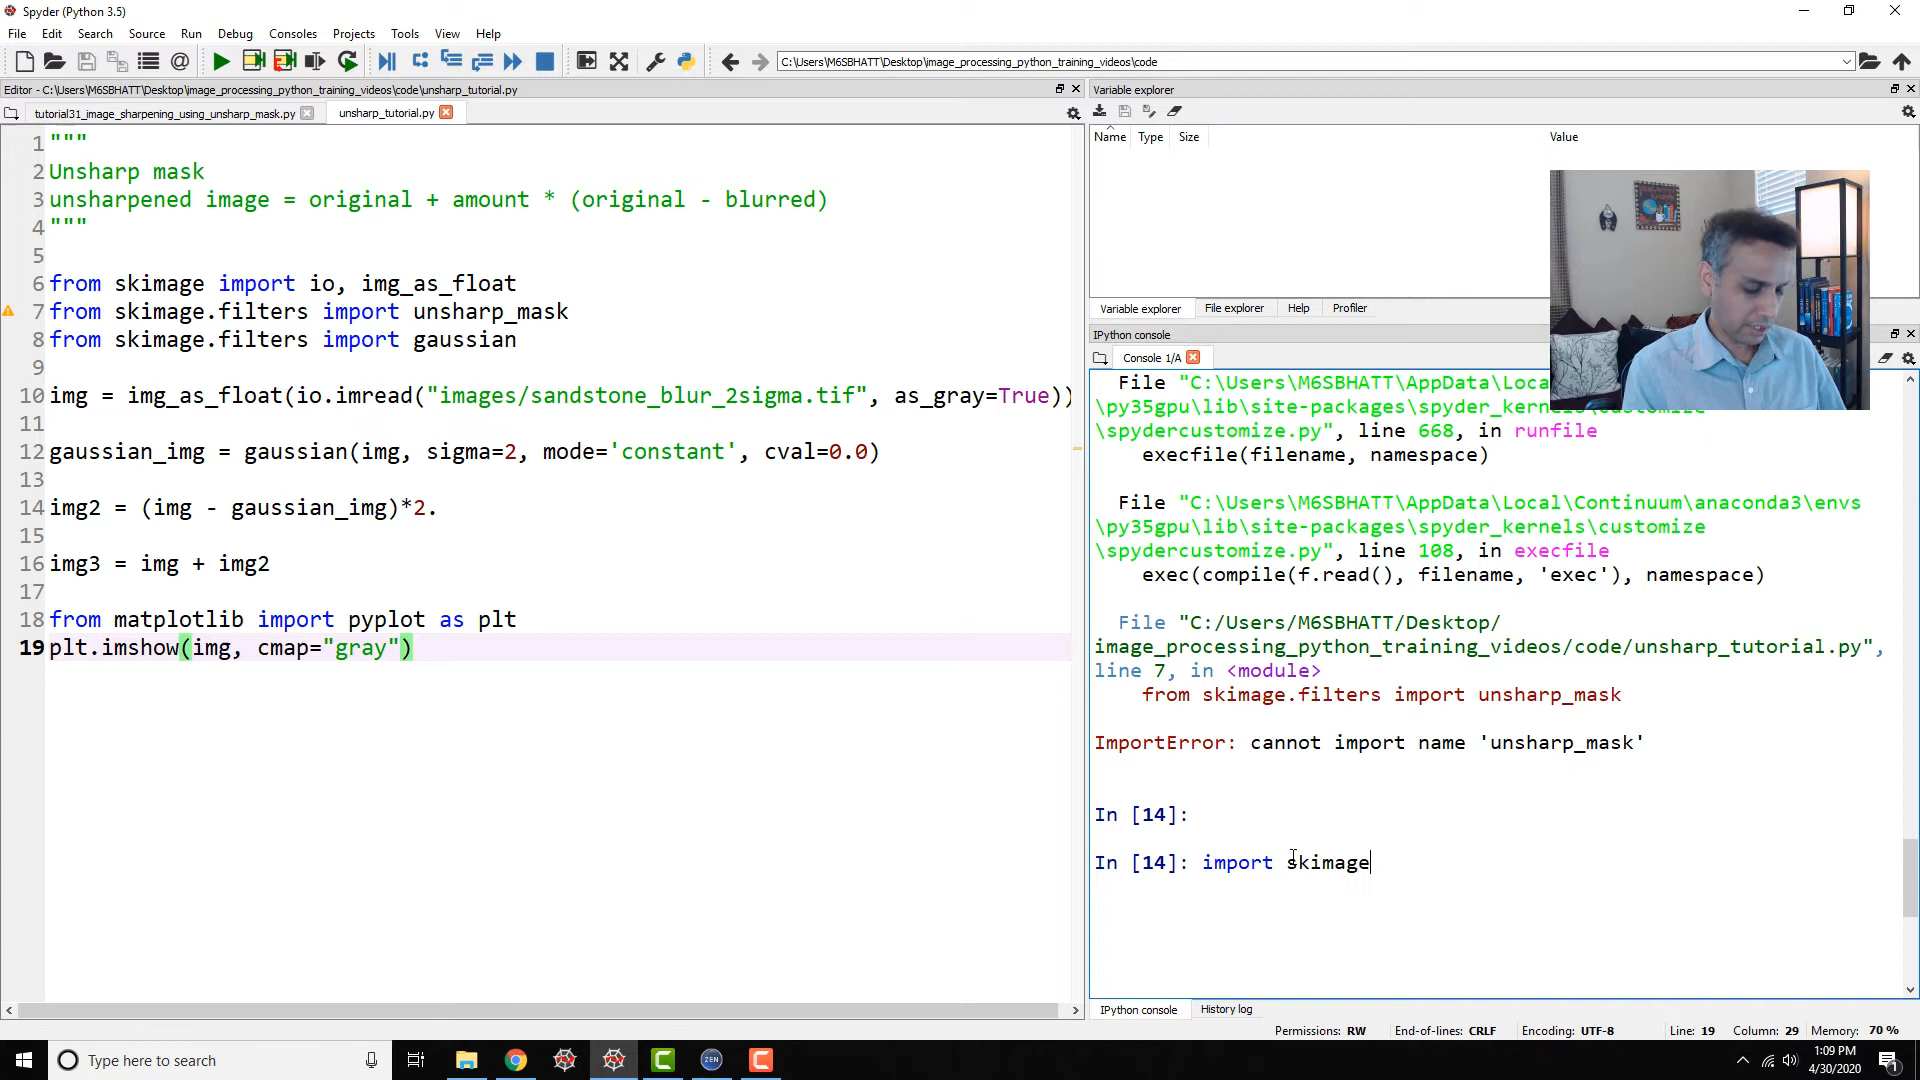 Spyder (Python 3.5)
File Edit Search Source Run Debug Consoles Projects Tools View Help
C:\Users\M6SBHATT\Desktop\image_processing_python_training_videos\code
Editor - C:\Users\M6SBHATT\Desktop\image_processing_python_training_videos\code\unsharp_tutorial.py
tutorial31_image_sharpening_using_unsharp_mask.py
unsharp_tutorial.py
1 """
2 Unsharp mask
3 unsharpened image = original + amount * (original - blurred)
4 """
5
6 from skimage import io, img_as_float
7 from skimage.filters import unsharp_mask
8 from skimage.filters import gaussian
9
10 img = img_as_float(io.imread("images/sandstone_blur_2sigma.tif", as_gray=True))
11
12 gaussian_img = gaussian(img, sigma=2, mode='constant', cval=0.0)
13
14 img2 = (img - gaussian_img)*2.
15
16 img3 = img + img2
17
18 from matplotlib import pyplot as plt
19 plt.imshow(img, cmap="gray")
Variable explorer
Name Type Size Value
Variable explorer File explorer Help Profiler
IPython console
Console 1/A
File "C:\Users\M6SBHATT\AppData\Loca
\py35gpu\lib\site-packages\spyder_kernels\customize
\spydercustomize.py", line 668, in runfile
execfile(filename, namespace)
File "C:\Users\M6SBHATT\AppData\Local\Continuum\anaconda3\envs
\py35gpu\lib\site-packages\spyder_kernels\customize
\spydercustomize.py", line 108, in execfile
exec(compile(f.read(), filename, 'exec'), namespace)
File "C:/Users/M6SBHATT/Desktop/
image_processing_python_training_videos/code/unsharp_tutorial.py",
line 7, in <module>
from skimage.filters import unsharp_mask
ImportError: cannot import name 'unsharp_mask'
In [14]:
In [14]: import skimage
IPython console History log
Permissions: RW End-of-lines: CRLF Encoding: UTF-8 Line: 19 Column: 29 Memory: 70 %
Type here to search
ZEN
1:09 PM
4/30/2020
1